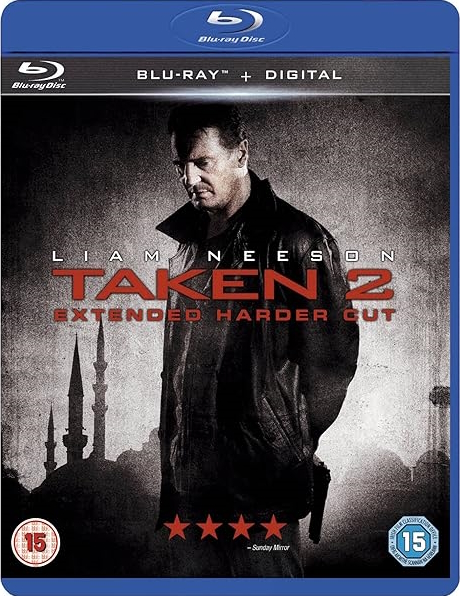 Blu-ray Disc
Blu-ray Disc™
BLU-RAY™ + DIGITAL
LIAM NEESON
TAKEN 2
EXTENDED HARDER CUT
– SUNDAY MIRROR
15
15